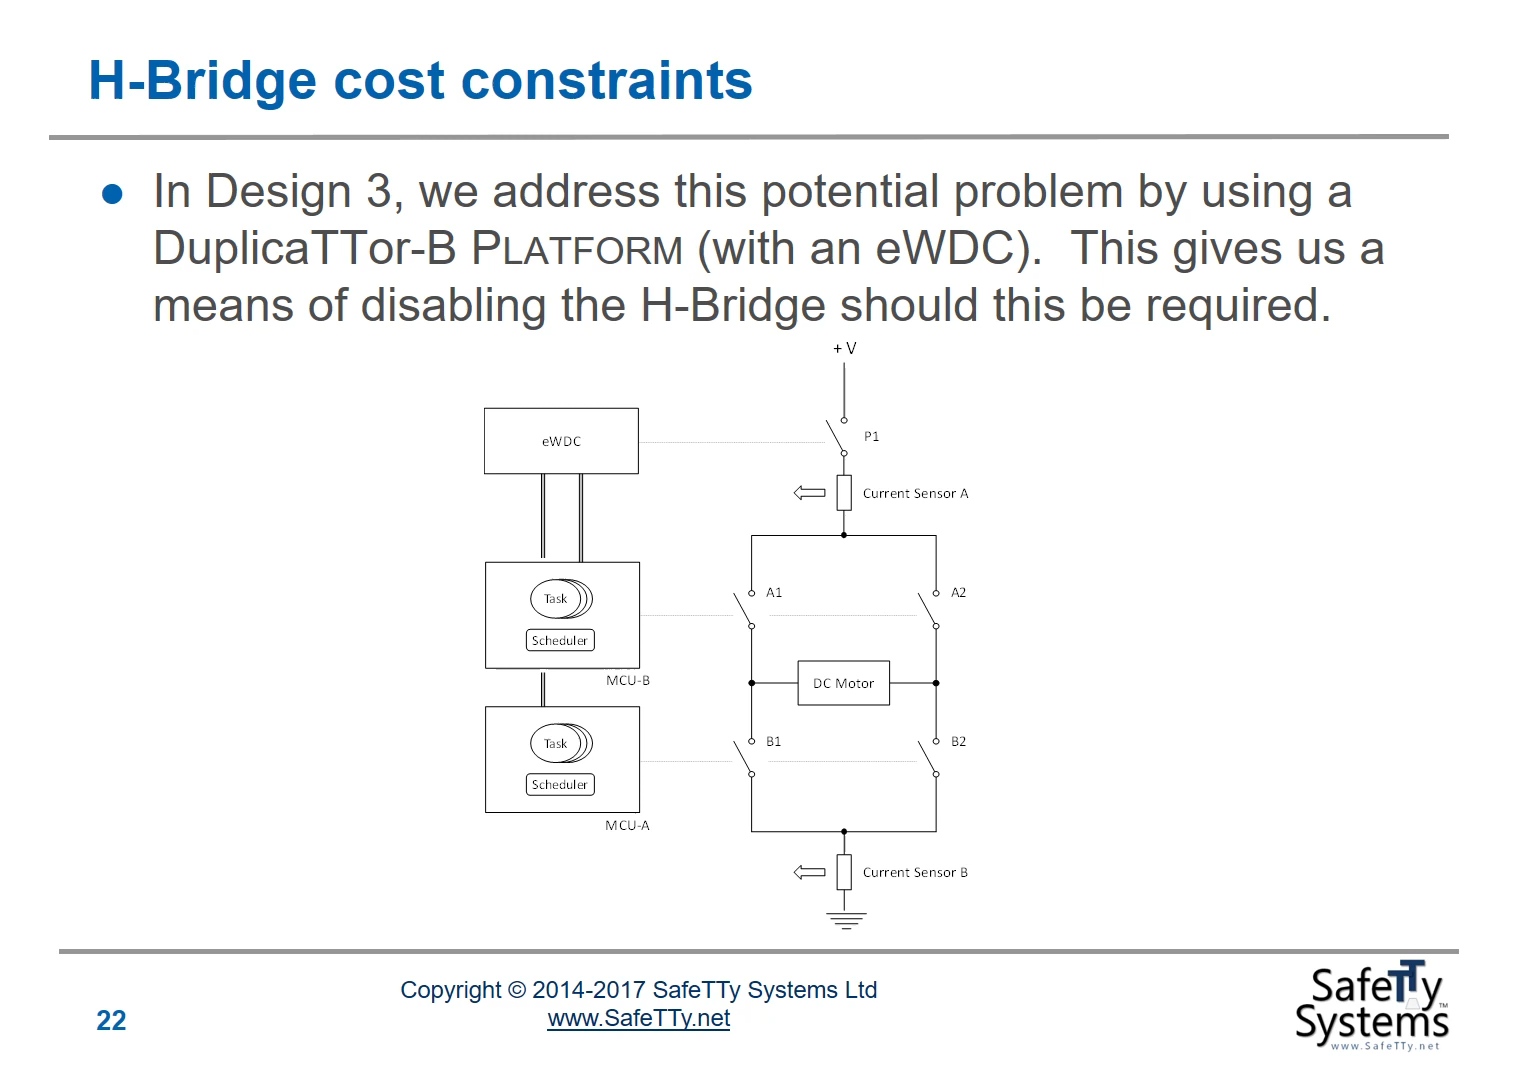 H-Bridge cost constraints
● In Design 3, we address this potential problem by using a
DuplicaTTor-B PLATFORM (with an eWDC).  This gives us a
means of disabling the H-Bridge should this be required.
+ V
eWDC
P1
Current Sensor A
Task
Scheduler
MCU-B
A1
A2
DC Motor
Task
Scheduler
MCU-A
B1
B2
Current Sensor B
Copyright © 2014-2017 SafeTTy Systems Ltd
www.SafeTTy.net
22
SafeTTy
Systems™
www.SafeTTy.net